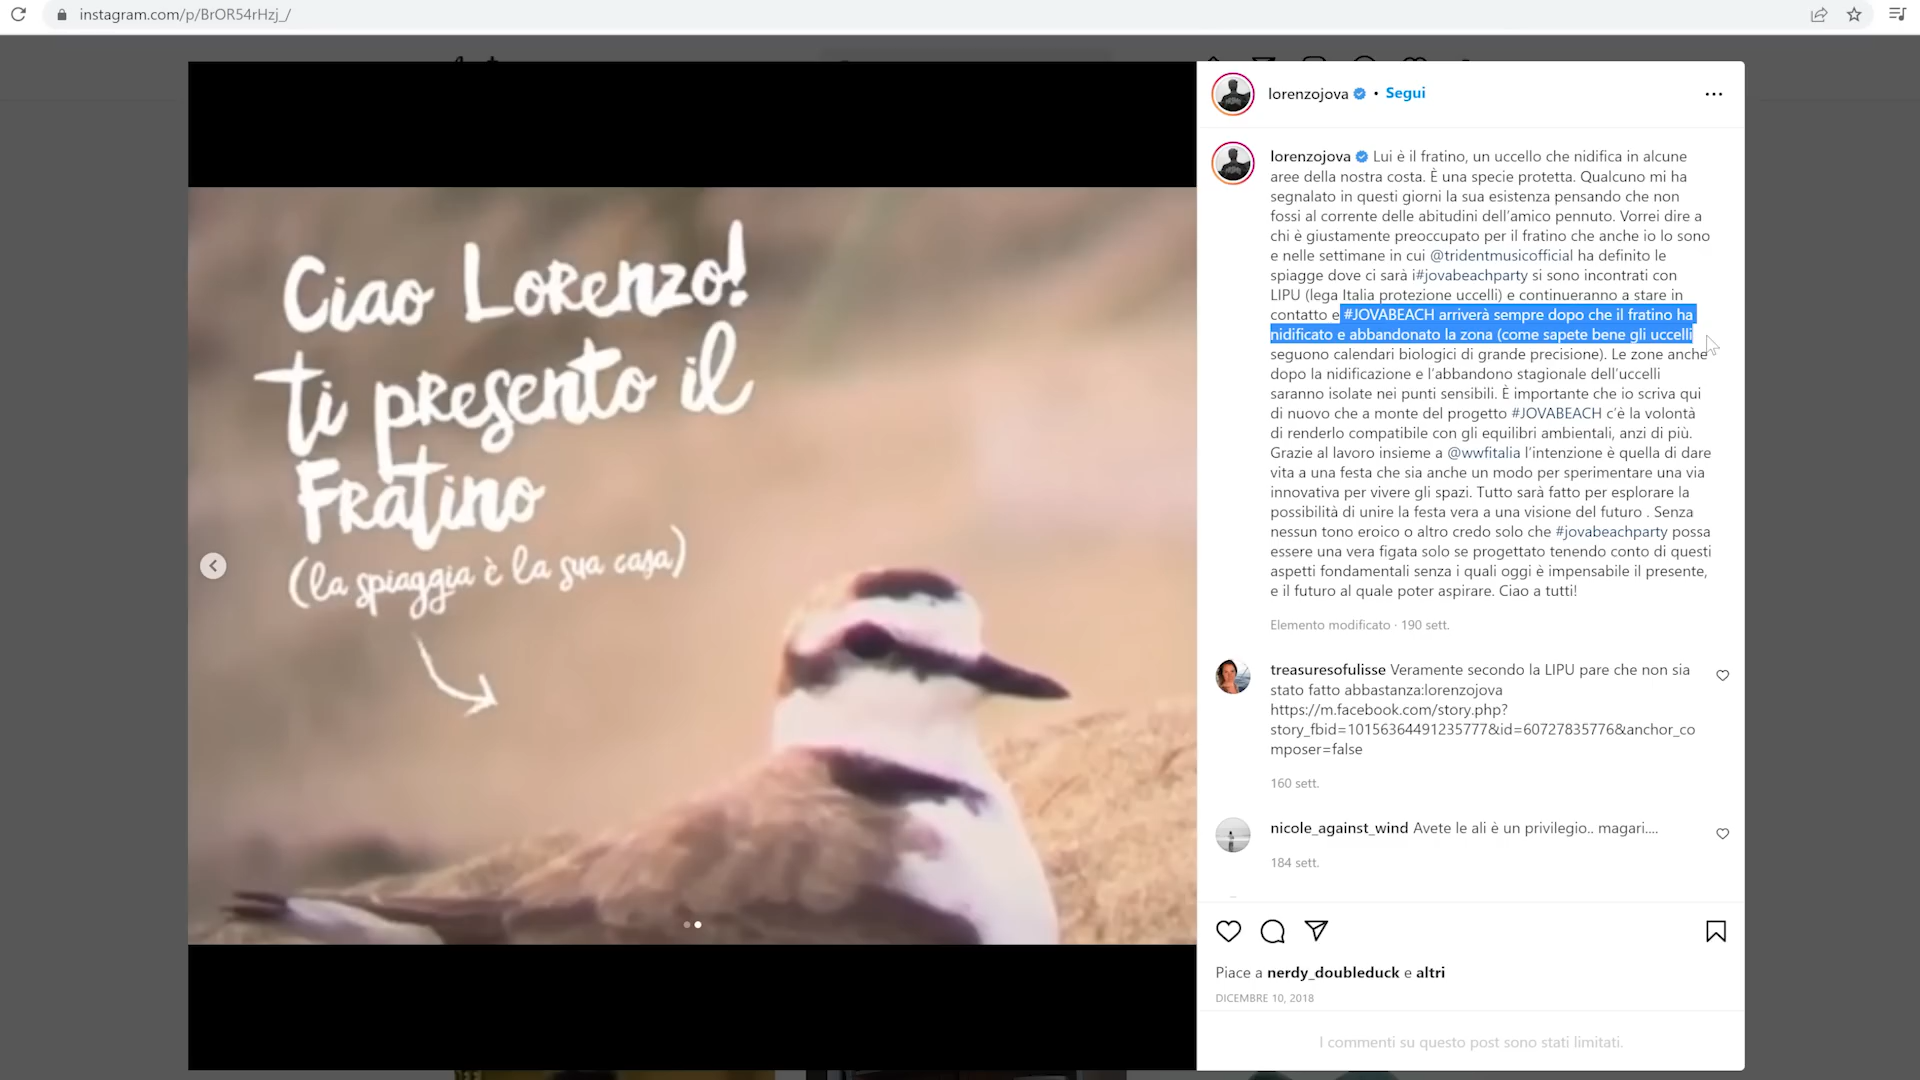 instagram.com/p/BrOR54rHzj_/
Ciao Lorenzo!
ti presento il
Fratino
(la spiaggia è la sua casa)
lorenzojova • Segui
lorenzojova Lui è il fratino, un uccello che nidifica in alcune
aree della nostra costa. È una specie protetta. Qualcuno mi ha
segnalato in questi giorni la sua esistenza pensando che non
fossi al corrente delle abitudini dell'amico pennuto. Vorrei dire a
chi è giustamente preoccupato per il fratino che anche io lo sono
e nelle settimane in cui @tridentmusicofficial ha definito le
spiagge dove ci sarà i#jovabeachparty si sono incontrati con
LIPU (lega Italia protezione uccelli) e continueranno a stare in
contatto e #JOVABEACH arriverà sempre dopo che il fratino ha
nidificato e abbandonato la zona (come sapete bene gli uccelli
seguono calendari biologici di grande precisione). Le zone anche
dopo la nidificazione e l'abbandono stagionale dell'uccelli
saranno isolate nei punti sensibili. È importante che io scriva qui
di nuovo che a monte del progetto #JOVABEACH c'è la volontà
di renderlo compatibile con gli equilibri ambientali, anzi di più.
Grazie al lavoro insieme a @wwfitalia l'intenzione è quella di dare
vita a una festa che sia anche un modo per sperimentare una via
innovativa per vivere gli spazi. Tutto sarà fatto per esplorare la
possibilità di unire la festa vera a una visione del futuro . Senza
nessun tono eroico o altro credo solo che #jovabeachparty possa
essere una vera figata solo se progettato tenendo conto di questi
aspetti fondamentali senza i quali oggi è impensabile il presente,
e il futuro al quale poter aspirare. Ciao a tutti!
Elemento modificato · 190 sett.
treasuresofulisse Veramente secondo la LIPU pare che non sia
stato fatto abbastanza:lorenzojova
https://m.facebook.com/story.php?
story_fbid=10156364491235777&id=60727835776&anchor_co
mposer=false
160 sett.
nicole_against_wind Avete le ali è un privilegio.. magari....
184 sett.
Piace a nerdy_doubleduck e altri
DICEMBRE 10, 2018
I commenti su questo post sono stati limitati.